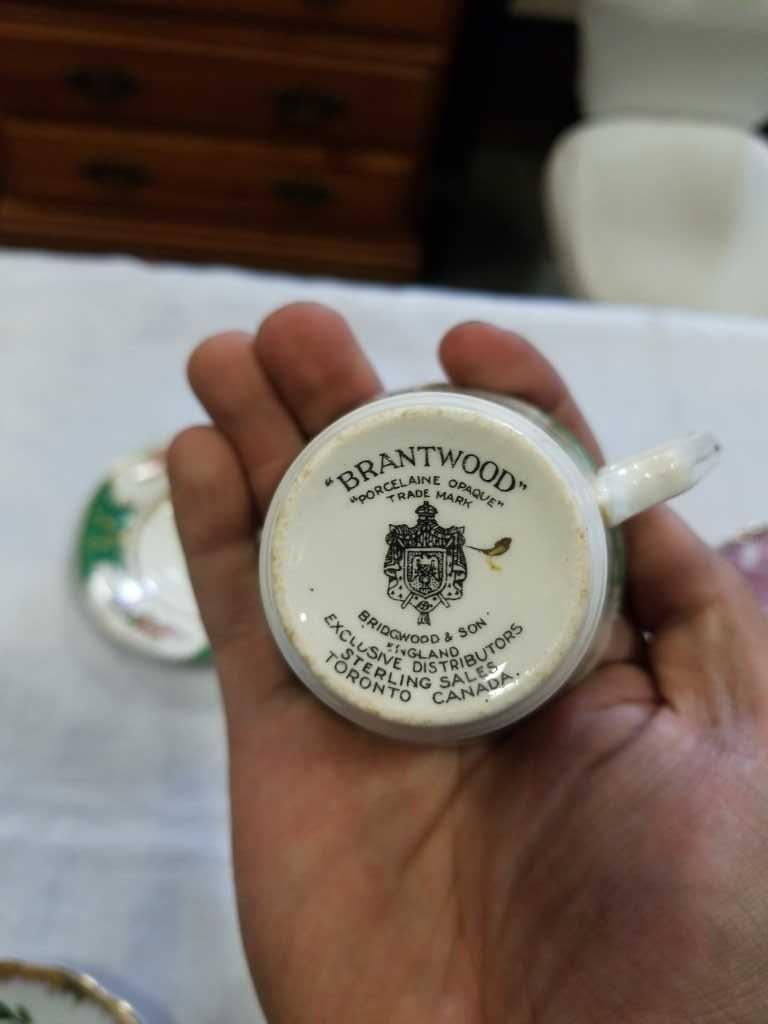 "BRANTWOOD"
"PORCELAINE OPAQUE"
TRADE MARK
BRIDGWOOD & SON
ENGLAND
EXCLUSIVE DISTRIBUTORS
STERLING SALES
TORONTO CANADA.